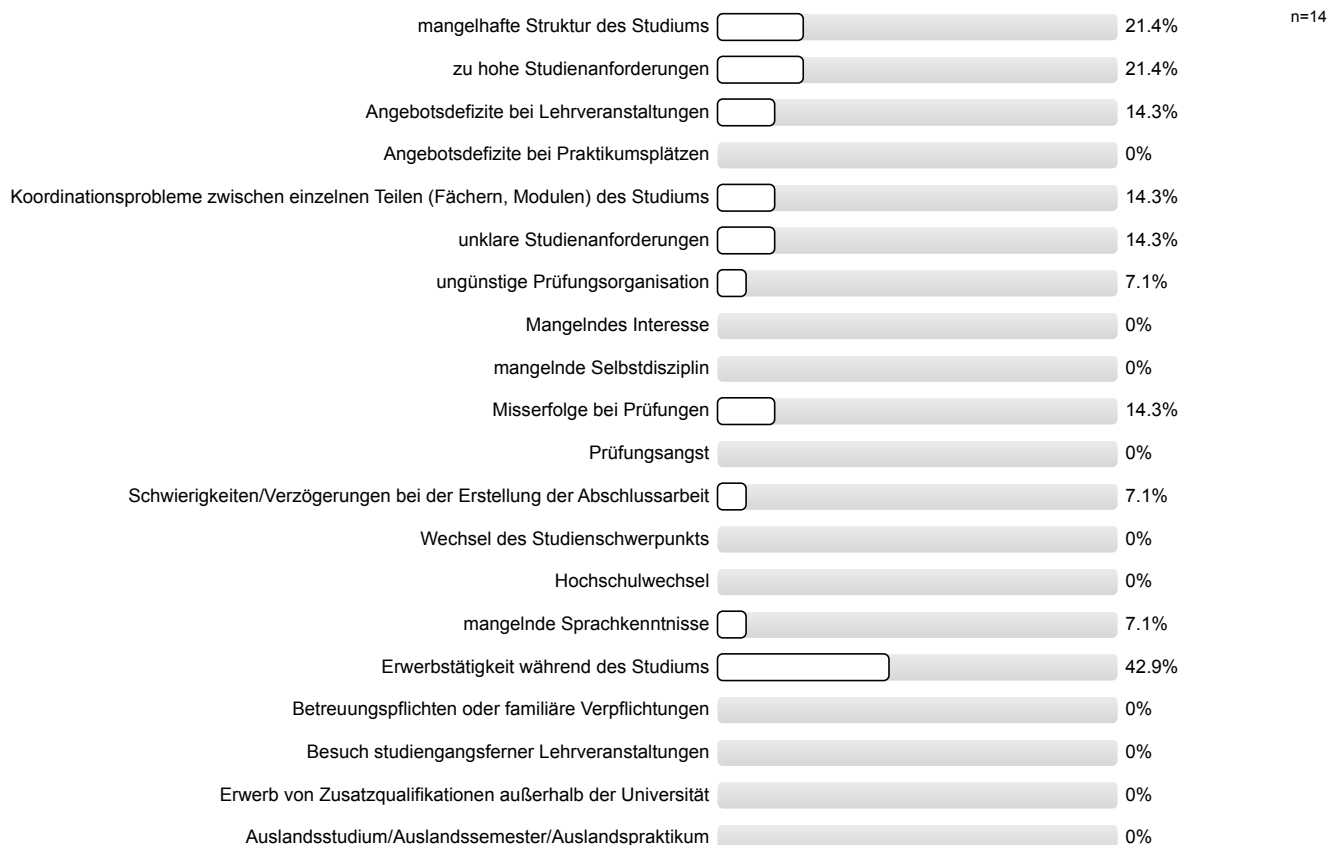 n=14
mangelhafte Struktur des Studiums 21.4%
zu hohe Studienanforderungen 21.4%
Angebotsdefizite bei Lehrveranstaltungen 14.3%
Angebotsdefizite bei Praktikumsplätzen 0%
Koordinationsprobleme zwischen einzelnen Teilen (Fächern, Modulen) des Studiums 14.3%
unklare Studienanforderungen 14.3%
ungünstige Prüfungsorganisation 7.1%
Mangelndes Interesse 0%
mangelnde Selbstdisziplin 0%
Misserfolge bei Prüfungen 14.3%
Prüfungsangst 0%
Schwierigkeiten/Verzögerungen bei der Erstellung der Abschlussarbeit 7.1%
Wechsel des Studienschwerpunkts 0%
Hochschulwechsel 0%
mangelnde Sprachkenntnisse 7.1%
Erwerbstätigkeit während des Studiums 42.9%
Betreuungspflichten oder familiäre Verpflichtungen 0%
Besuch studiengangsferner Lehrveranstaltungen 0%
Erwerb von Zusatzqualifikationen außerhalb der Universität 0%
Auslandsstudium/Auslandssemester/Auslandspraktikum 0%